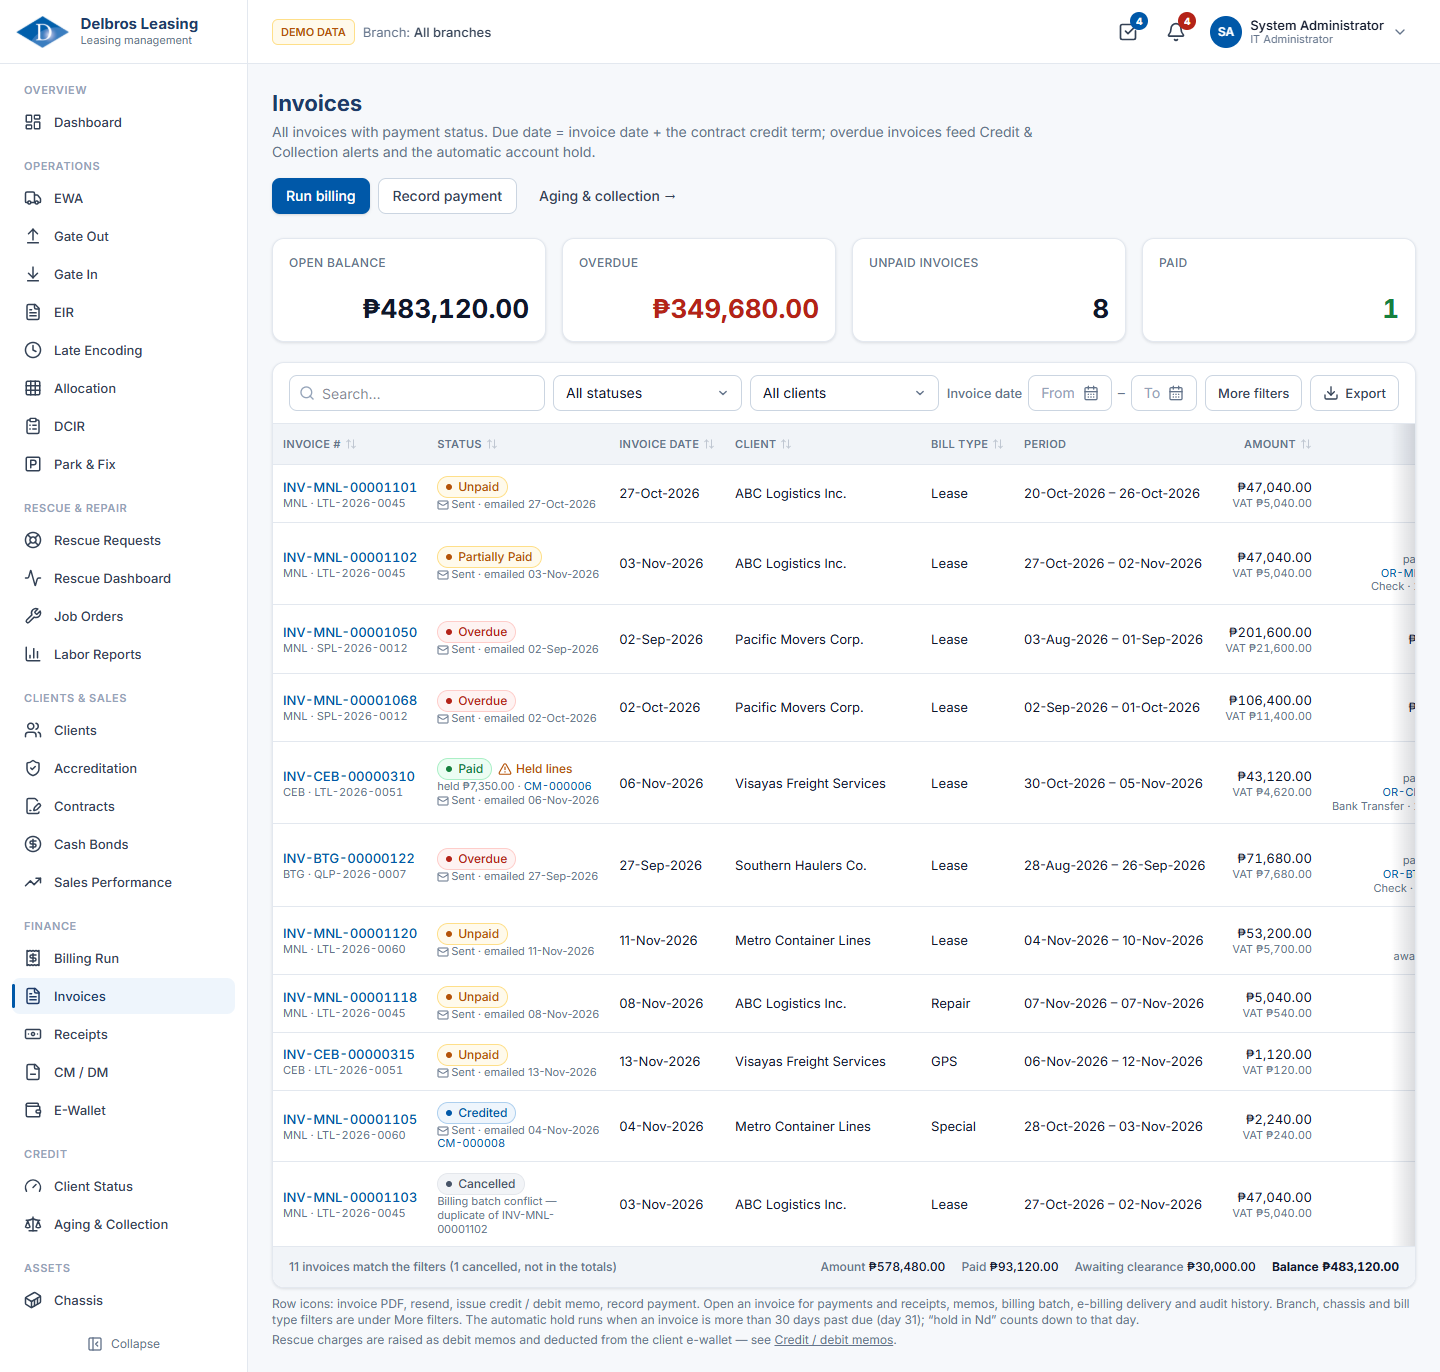 Delbros Leasing
Leasing management
DEMO DATA
Branch: All branches
4
4
SA
System Administrator
IT Administrator
OVERVIEW
Dashboard
OPERATIONS
EWA
Gate Out
Gate In
EIR
Late Encoding
Allocation
DCIR
Park & Fix
RESCUE & REPAIR
Rescue Requests
Rescue Dashboard
Job Orders
Labor Reports
CLIENTS & SALES
Clients
Accreditation
Contracts
Cash Bonds
Sales Performance
FINANCE
Billing Run
Invoices
Receipts
CM / DM
E-Wallet
CREDIT
Client Status
Aging & Collection
ASSETS
Chassis
Collapse
Invoices
All invoices with payment status. Due date = invoice date + the contract credit term; overdue invoices feed Credit &
Collection alerts and the automatic account hold.
Run billing
Record payment
Aging & collection →
OPEN BALANCE
₱483,120.00
OVERDUE
₱349,680.00
UNPAID INVOICES
8
PAID
1
Search...
All statuses
All clients
Invoice date
From
–
To
More filters
Export
INVOICE # STATUS INVOICE DATE CLIENT BILL TYPE PERIOD AMOUNT
INV-MNL-00001101
MNL · LTL-2026-0045
Unpaid
Sent · emailed 27-Oct-2026
27-Oct-2026
ABC Logistics Inc.
Lease
20-Oct-2026 – 26-Oct-2026
₱47,040.00
VAT ₱5,040.00
INV-MNL-00001102
MNL · LTL-2026-0045
Partially Paid
Sent · emailed 03-Nov-2026
03-Nov-2026
ABC Logistics Inc.
Lease
27-Oct-2026 – 02-Nov-2026
₱47,040.00
VAT ₱5,040.00
pa
OR-M
Check ·
INV-MNL-00001050
MNL · SPL-2026-0012
Overdue
Sent · emailed 02-Sep-2026
02-Sep-2026
Pacific Movers Corp.
Lease
03-Aug-2026 – 01-Sep-2026
₱201,600.00
VAT ₱21,600.00
₱
INV-MNL-00001068
MNL · SPL-2026-0012
Overdue
Sent · emailed 02-Oct-2026
02-Oct-2026
Pacific Movers Corp.
Lease
02-Sep-2026 – 01-Oct-2026
₱106,400.00
VAT ₱11,400.00
₱
INV-CEB-00000310
CEB · LTL-2026-0051
Paid
Held lines
held ₱7,350.00 · CM-000006
Sent · emailed 06-Nov-2026
06-Nov-2026
Visayas Freight Services
Lease
30-Oct-2026 – 05-Nov-2026
₱43,120.00
VAT ₱4,620.00
pa
OR-C
Bank Transfer ·
INV-BTG-00000122
BTG · QLP-2026-0007
Overdue
Sent · emailed 27-Sep-2026
27-Sep-2026
Southern Haulers Co.
Lease
28-Aug-2026 – 26-Sep-2026
₱71,680.00
VAT ₱7,680.00
pa
OR-B
Check ·
INV-MNL-00001120
MNL · LTL-2026-0060
Unpaid
Sent · emailed 11-Nov-2026
11-Nov-2026
Metro Container Lines
Lease
04-Nov-2026 – 10-Nov-2026
₱53,200.00
VAT ₱5,700.00
awa
INV-MNL-00001118
MNL · LTL-2026-0045
Unpaid
Sent · emailed 08-Nov-2026
08-Nov-2026
ABC Logistics Inc.
Repair
07-Nov-2026 – 07-Nov-2026
₱5,040.00
VAT ₱540.00
INV-CEB-00000315
CEB · LTL-2026-0051
Unpaid
Sent · emailed 13-Nov-2026
13-Nov-2026
Visayas Freight Services
GPS
06-Nov-2026 – 12-Nov-2026
₱1,120.00
VAT ₱120.00
INV-MNL-00001105
MNL · LTL-2026-0060
Credited
Sent · emailed 04-Nov-2026
CM-000008
04-Nov-2026
Metro Container Lines
Special
28-Oct-2026 – 03-Nov-2026
₱2,240.00
VAT ₱240.00
INV-MNL-00001103
MNL · LTL-2026-0045
Cancelled
Billing batch conflict —
duplicate of INV-MNL-
00001102
03-Nov-2026
ABC Logistics Inc.
Lease
27-Oct-2026 – 02-Nov-2026
₱47,040.00
VAT ₱5,040.00
11 invoices match the filters (1 cancelled, not in the totals)
Amount ₱578,480.00 Paid ₱93,120.00 Awaiting clearance ₱30,000.00 Balance ₱483,120.00
Row icons: invoice PDF, resend, issue credit / debit memo, record payment. Open an invoice for payments and receipts, memos, billing batch, e-billing delivery and audit history. Branch, chassis and bill
type filters are under More filters. The automatic hold runs when an invoice is more than 30 days past due (day 31); “hold in Nd” counts down to that day.
Rescue charges are raised as debit memos and deducted from the client e-wallet — see Credit / debit memos.